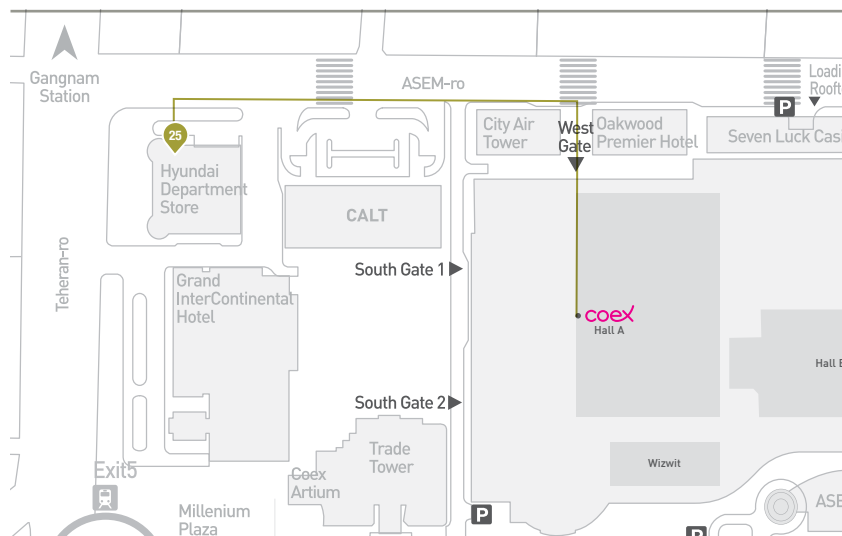 Gangnam
Station
ASEM-ro
Loadi
Rooft
P
25
City Air
Tower
West
Gate
Oakwood
Premier Hotel
Seven Luck Casi
Hyundai
Department
Store
CALT
Teheran-ro
South Gate 1
Grand
InterContinental
Hotel
coex
Hall A
Hall E
South Gate 2
Trade
Tower
Wizwit
Exit5
Coex
Artium
Millenium
Plaza
P
P
ASE